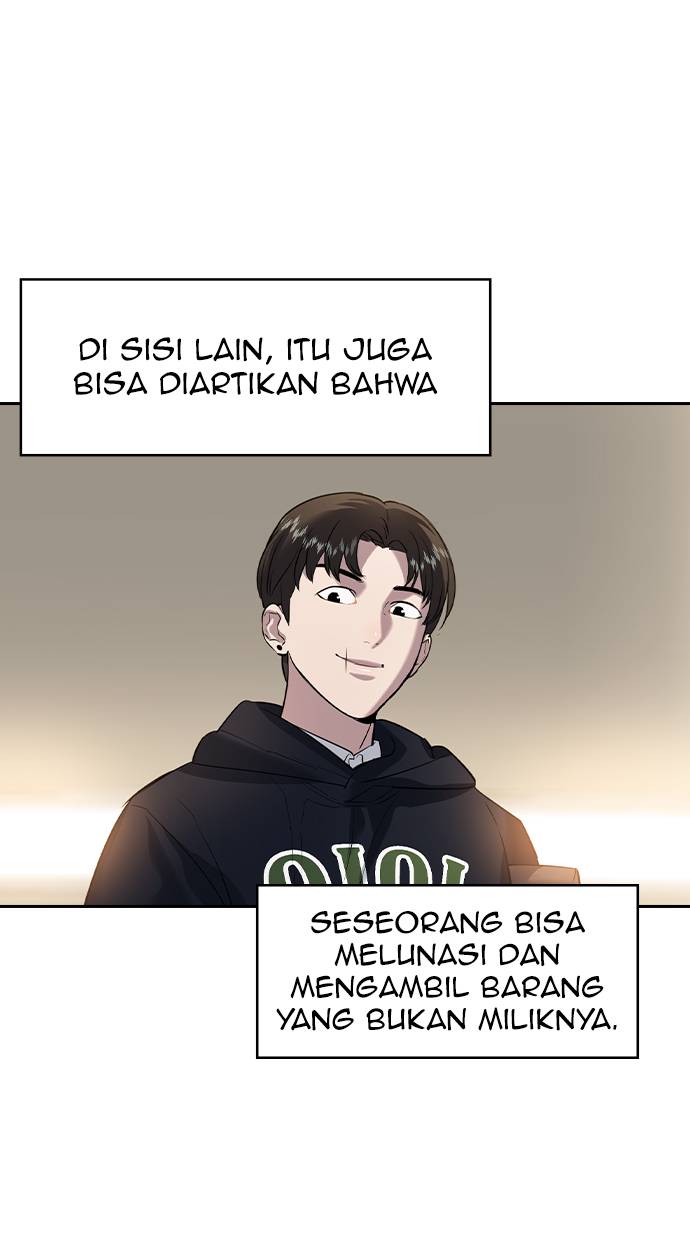 DI SISI LAIN, ITU JUGA
BISA DIARTIKAN BAHWA
SESEORANG BISA
MELUNASI DAN
MENGAMBIL BARANG
YANG BUKAN MILIKNYA.